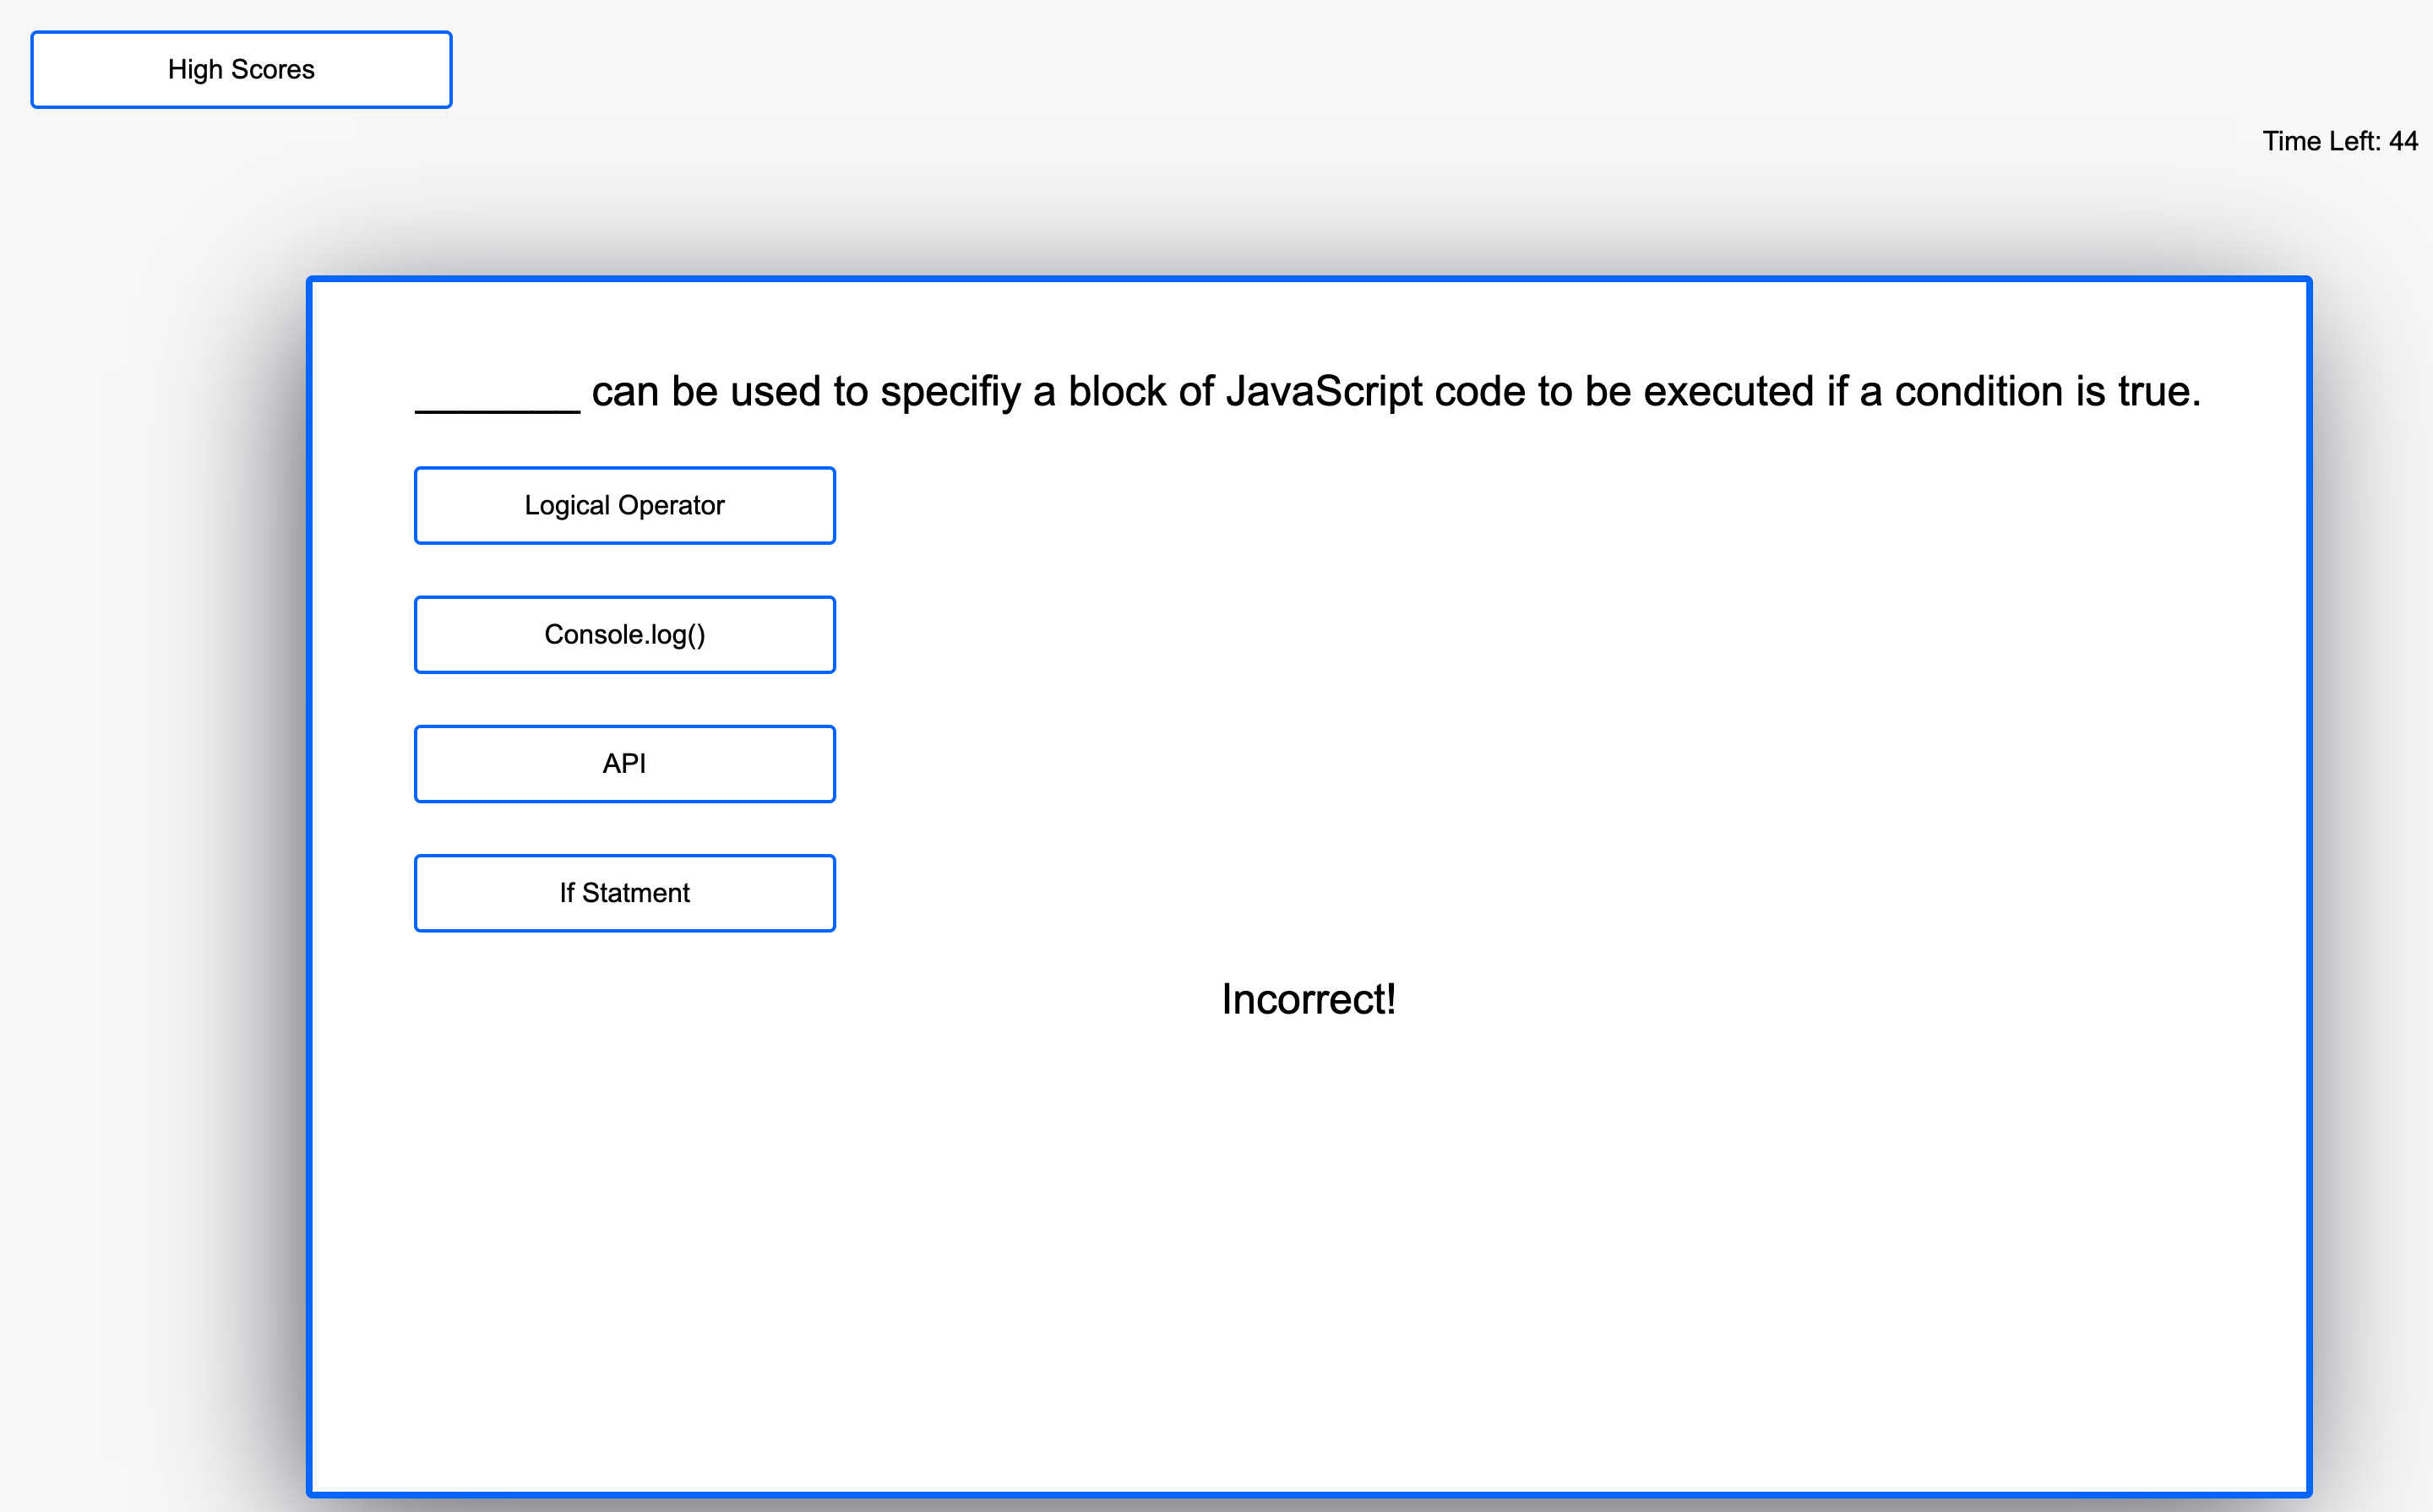 High Scores
Time Left: 44
_______ can be used to specifiy a block of JavaScript code to be executed if a condition is true.
Logical Operator
Console.log()
API
If Statment
Incorrect!